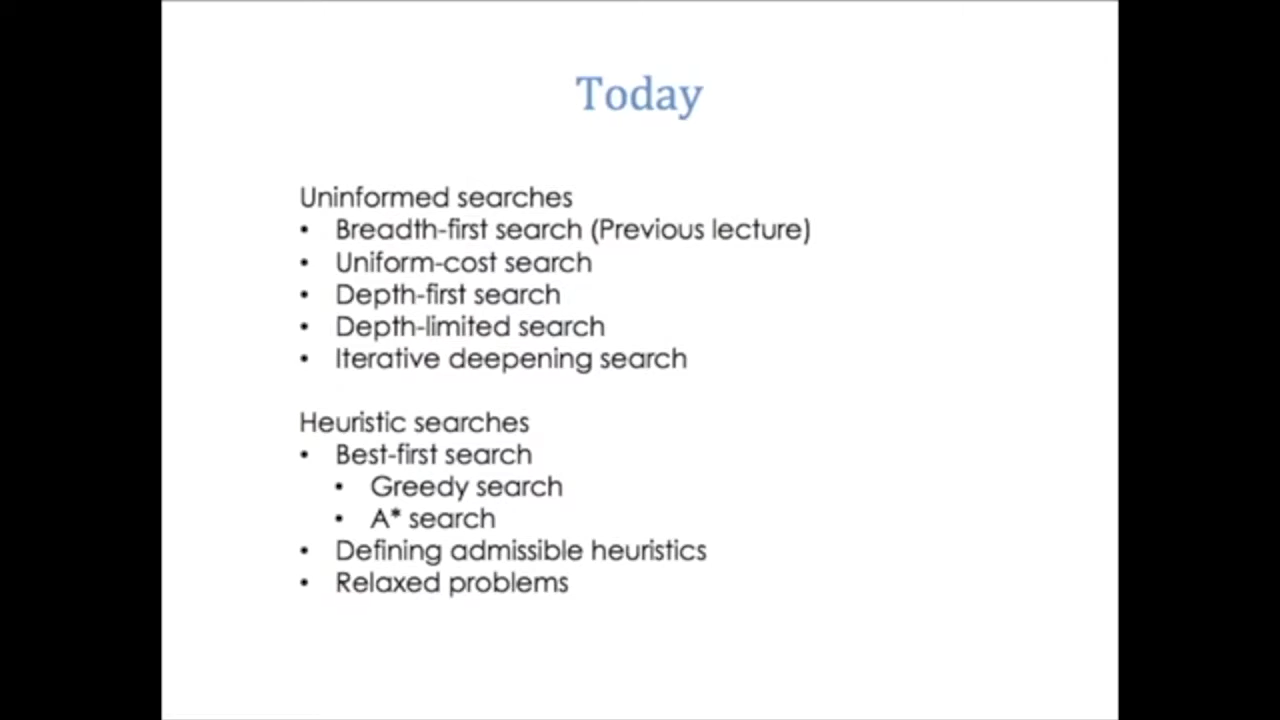 Today
Uninformed searches
• Breadth-first search (Previous lecture)
• Uniform-cost search
• Depth-first search
• Depth-limited search
• Iterative deepening search
Heuristic searches
• Best-first search
• Greedy search
• A* search
• Defining admissible heuristics
• Relaxed problems